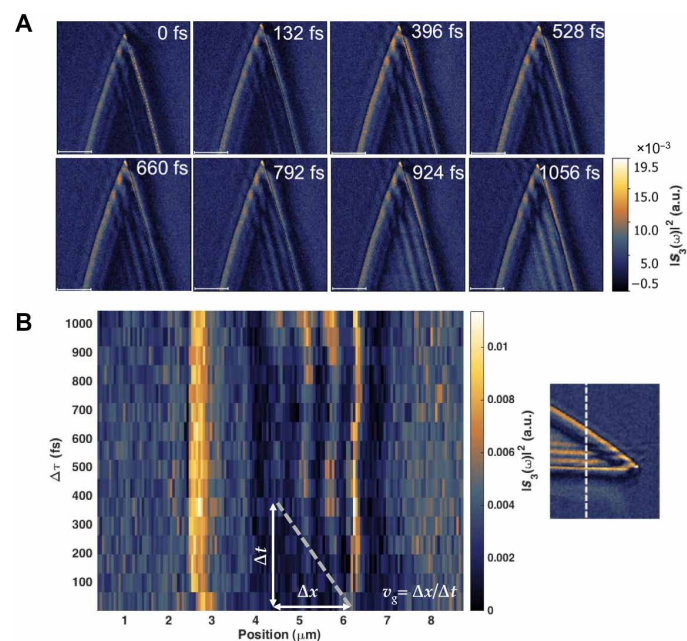 A
0 fs
132 fs
396 fs
528 fs
660 fs
792 fs
924 fs
1056 fs
×10⁻³
19.5
15.0
10.0
5.0
−0.5
|s₃(ω)|² (a.u.)
B
1000
900
800
700
600
500
400
300
200
100
Δτ (fs)
Δt
Δx
v_g = Δx/Δt
1 2 3 4 5 6 7 8
Position (μm)
0.01
0.008
0.006
0.004
0.002
0
|s₃(ω)|² (a.u.)